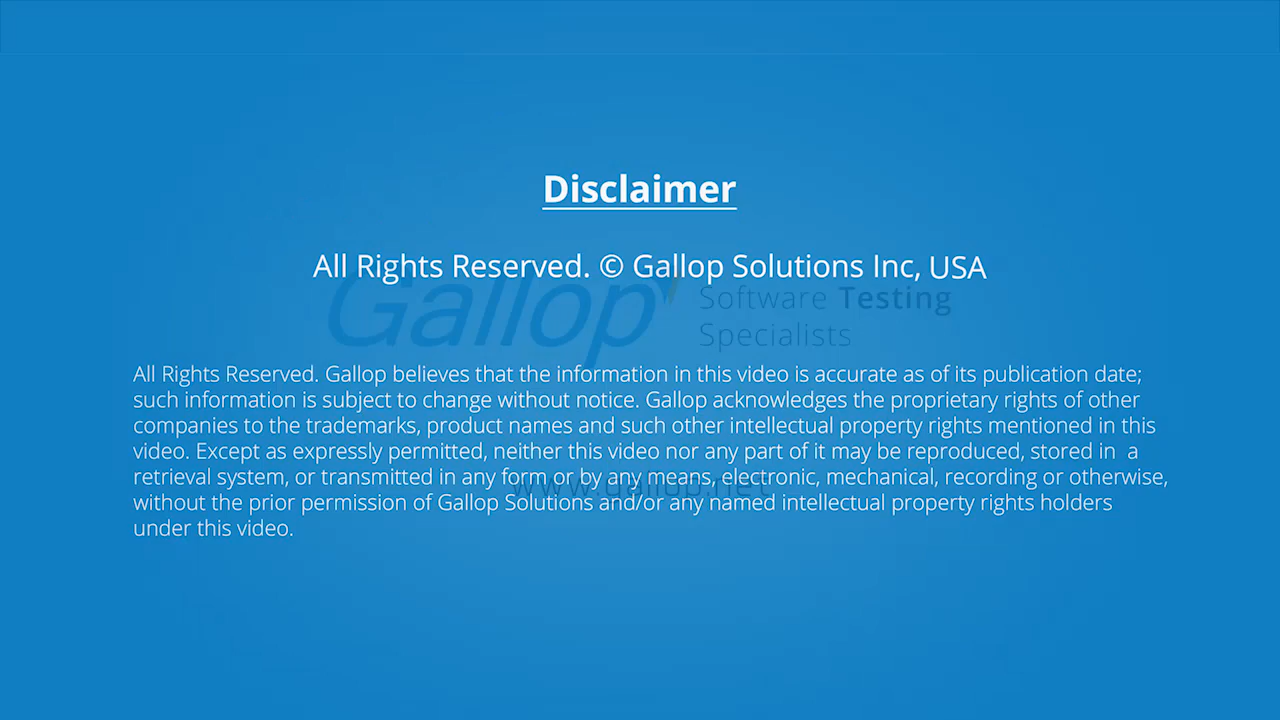 Disclaimer
All Rights Reserved. © Gallop Solutions Inc, USA
Gallop
Software Testing
Specialists
All Rights Reserved. Gallop believes that the information in this video is accurate as of its publication date;
such information is subject to change without notice. Gallop acknowledges the proprietary rights of other
companies to the trademarks, product names and such other intellectual property rights mentioned in this
video. Except as expressly permitted, neither this video nor any part of it may be reproduced, stored in a
retrieval system, or transmitted in any form or by any means, electronic, mechanical, recording or otherwise,
www.gallop.net
without the prior permission of Gallop Solutions and/or any named intellectual property rights holders
under this video.